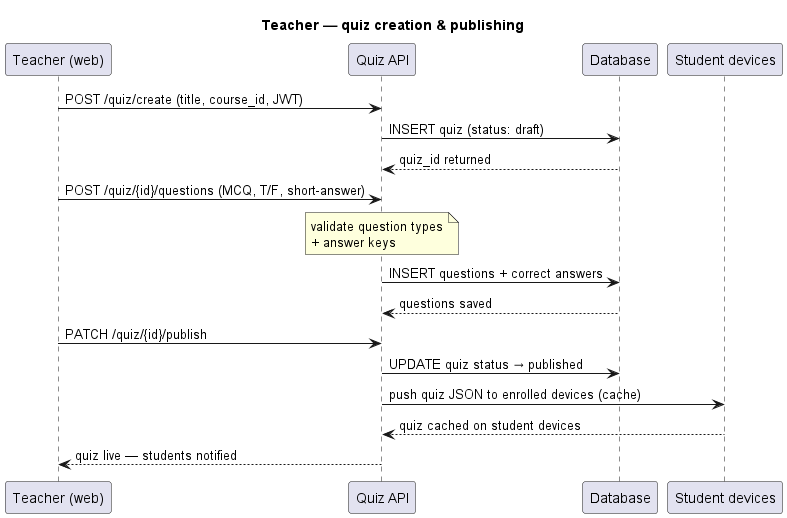 Teacher — quiz creation & publishing
Teacher (web)
Quiz API
Database
Student devices
POST /quiz/create (title, course_id, JWT)
INSERT quiz (status: draft)
quiz_id returned
POST /quiz/{id}/questions (MCQ, T/F, short-answer)
validate question types
+ answer keys
INSERT questions + correct answers
questions saved
PATCH /quiz/{id}/publish
UPDATE quiz status → published
push quiz JSON to enrolled devices (cache)
quiz cached on student devices
quiz live — students notified
Teacher (web)
Quiz API
Database
Student devices